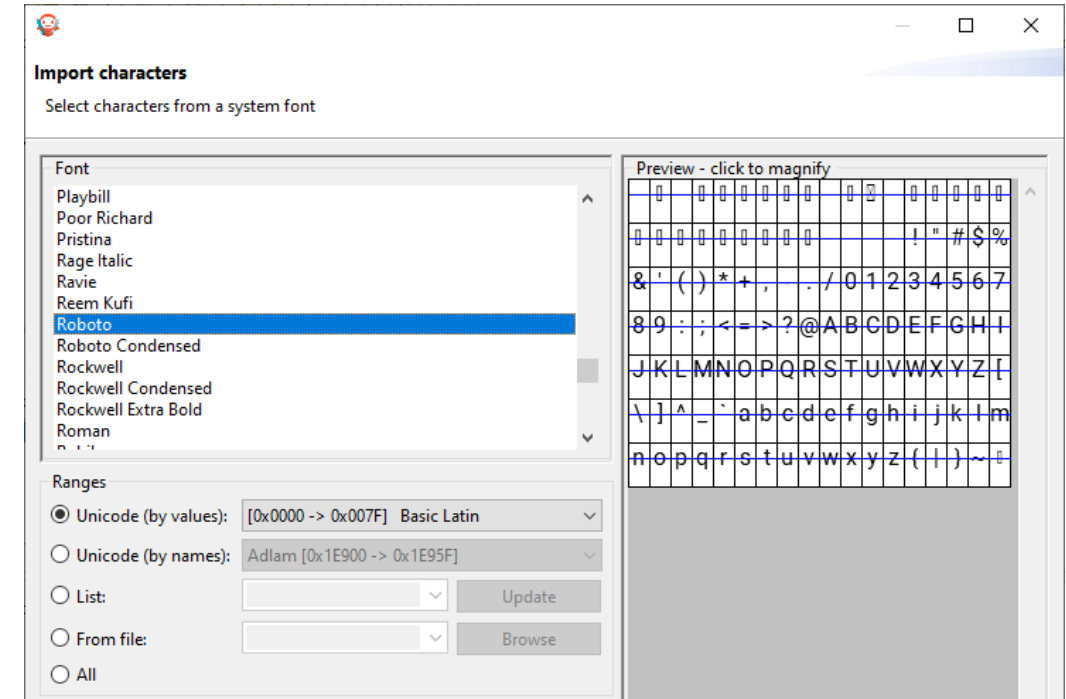 Import characters
Select characters from a system font
Font
Playbill
Poor Richard
Pristina
Rage Italic
Ravie
Reem Kufi
Roboto
Roboto Condensed
Rockwell
Rockwell Condensed
Rockwell Extra Bold
Roman
Ranges
Unicode (by values): [0x0000 -> 0x007F] Basic Latin
Unicode (by names): Adlam [0x1E900 -> 0x1E95F]
List: Update
From file: Browse
All
Preview - click to magnify
! " # $ %
& ' ( ) * + , - . / 0 1 2 3 4 5 6 7
8 9 : ; < = > ? @ A B C D E F G H I
J K L M N O P Q R S T U V W X Y Z [
\ ] ^ _ ` a b c d e f g h i j k l m
n o p q r s t u v w x y z { | } ~